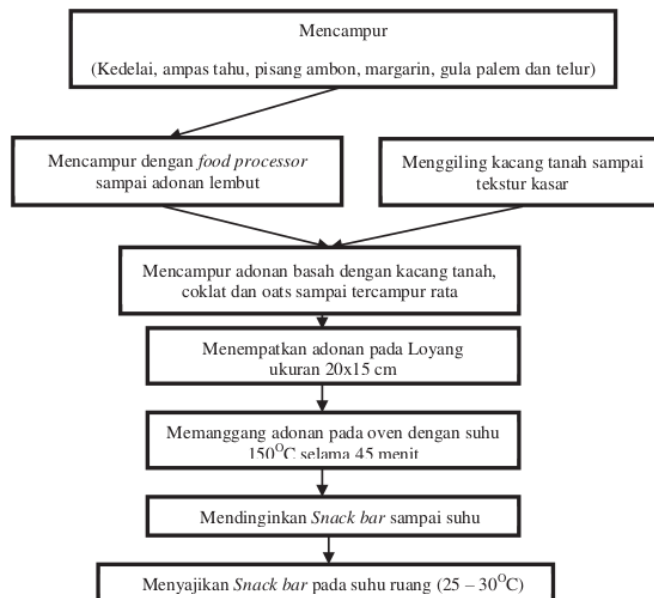 Mencampur
(Kedelai, ampas tahu, pisang ambon, margarin, gula palem dan telur)
Mencampur dengan food processor
sampai adonan lembut
Menggiling kacang tanah sampai
tekstur kasar
Mencampur adonan basah dengan kacang tanah,
coklat dan oats sampai tercampur rata
Menempatkan adonan pada Loyang
ukuran 20x15 cm
Memanggang adonan pada oven dengan suhu
150⁰C selama 45 menit
Mendinginkan Snack bar sampai suhu
Menyajikan Snack bar pada suhu ruang (25 – 30⁰C)